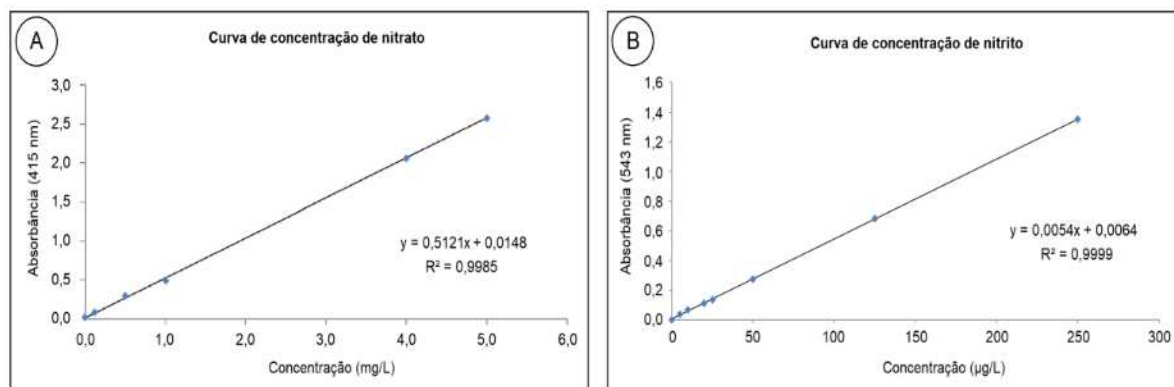 A
Curva de concentração de nitrato
Absorbância (415 nm)
3,0
2,5
2,0
1,5
1,0
0,5
0,0
y = 0,5121x + 0,0148
R² = 0,9985
0,0 1,0 2,0 3,0 4,0 5,0 6,0
Concentração (mg/L)
B
Curva de concentração de nitrito
Absorbância (543 nm)
1,6
1,4
1,2
1,0
0,8
0,6
0,4
0,2
0,0
y = 0,0054x + 0,0064
R² = 0,9999
0 50 100 150 200 250 300
Concentração (µg/L)